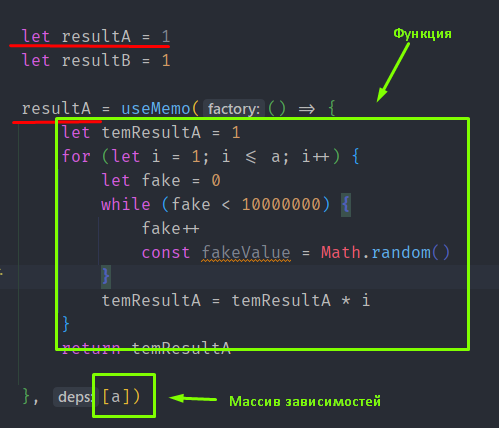 let resultA = 1
Функция
let resultB = 1
resultA = useMemo( factory: () => {
let temResultA = 1
for (let i = 1; i <= a; i++) {
let fake = 0
while (fake < 10000000) {
fake++
const fakeValue = Math.random()
}
temResultA = temResultA * i
}
return temResultA
}, deps: [a])
Массив зависимостей